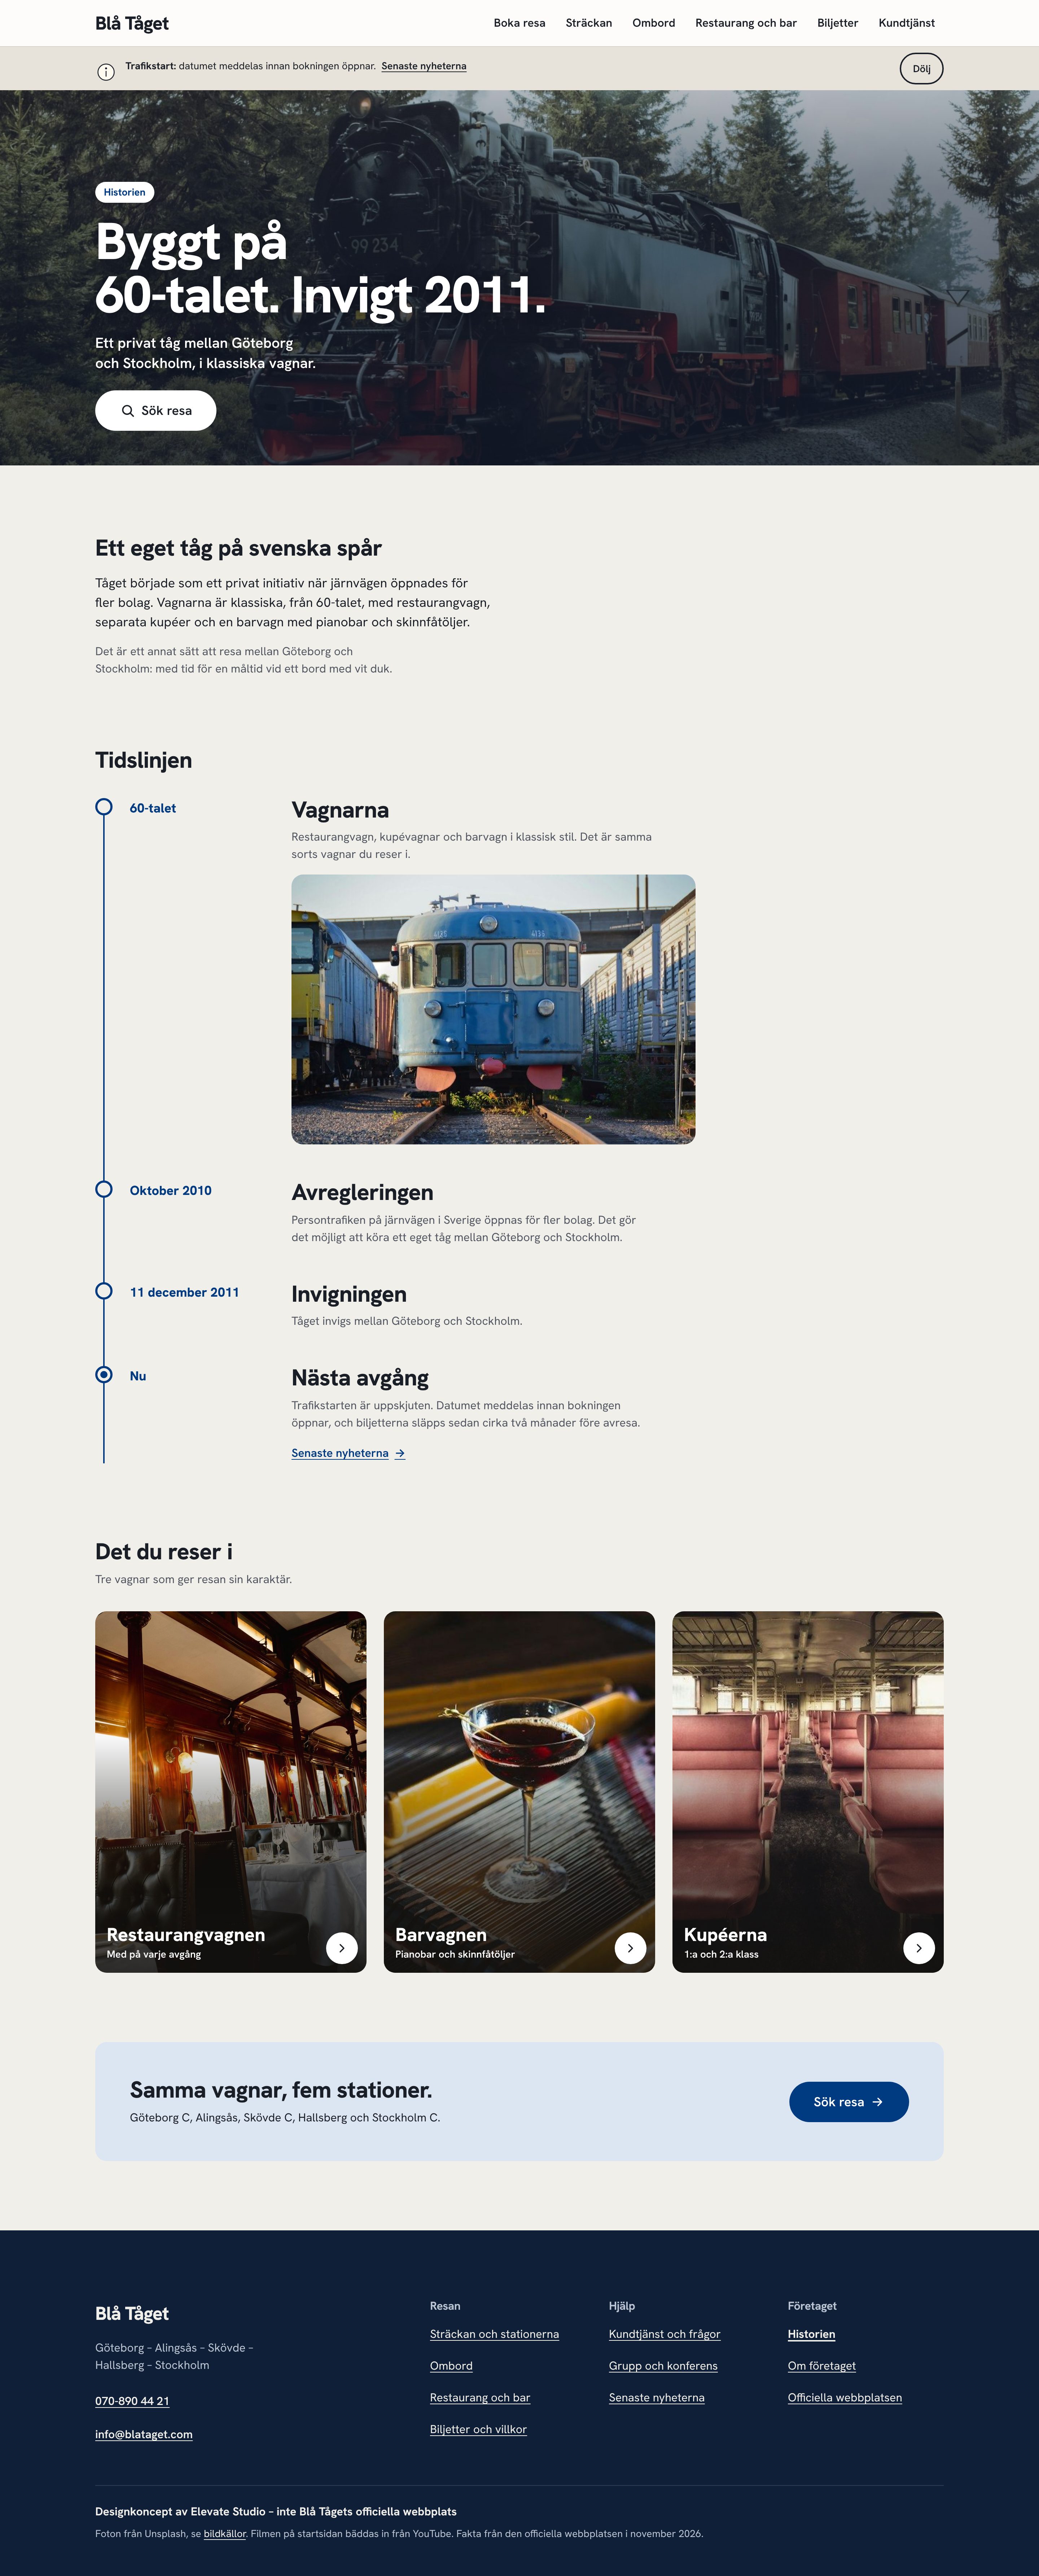 Blå Tåget
Boka resa
Sträckan
Ombord
Restaurang och bar
Biljetter
Kundtjänst
Trafikstart: datumet meddelas innan bokningen öppnar. Senaste nyheterna
Dölj
Historien
99 234
Byggt på
60-talet. Invigt 2011.
Ett privat tåg mellan Göteborg
och Stockholm, i klassiska vagnar.
Sök resa
Ett eget tåg på svenska spår
Tåget började som ett privat initiativ när järnvägen öppnades för
fler bolag. Vagnarna är klassiska, från 60-talet, med restaurangvagn,
separata kupéer och en barvagn med pianobar och skinnfåtöljer.
Det är ett annat sätt att resa mellan Göteborg och
Stockholm: med tid för en måltid vid ett bord med vit duk.
Tidslinjen
60-talet
Vagnarna
Restaurangvagn, kupévagnar och barvagn i klassisk stil. Det är samma
sorts vagnar du reser i.
Oktober 2010
Avregleringen
Persontrafiken på järnvägen i Sverige öppnas för fler bolag. Det gör
det möjligt att köra ett eget tåg mellan Göteborg och Stockholm.
11 december 2011
Invigningen
Tåget invigs mellan Göteborg och Stockholm.
Nu
Nästa avgång
Trafikstarten är uppskjuten. Datumet meddelas innan bokningen
öppnar, och biljetterna släpps sedan cirka två månader före avresa.
Senaste nyheterna →
Det du reser i
Tre vagnar som ger resan sin karaktär.
Restaurangvagnen
Med på varje avgång
Barvagnen
Pianobar och skinnfåtöljer
Kupéerna
1:a och 2:a klass
Samma vagnar, fem stationer.
Göteborg C, Alingsås, Skövde C, Hallsberg och Stockholm C.
Sök resa →
Blå Tåget
Göteborg – Alingsås – Skövde –
Hallsberg – Stockholm
070-890 44 21
info@blataget.com
Resan
Sträckan och stationerna
Ombord
Restaurang och bar
Biljetter och villkor
Hjälp
Kundtjänst och frågor
Grupp och konferens
Senaste nyheterna
Företaget
Historien
Om företaget
Officiella webbplatsen
Designkoncept av Elevate Studio – inte Blå Tågets officiella webbplats
Foton från Unsplash, se bildkällor. Filmen på startsidan bäddas in från YouTube. Fakta från den officiella webbplatsen i november 2026.